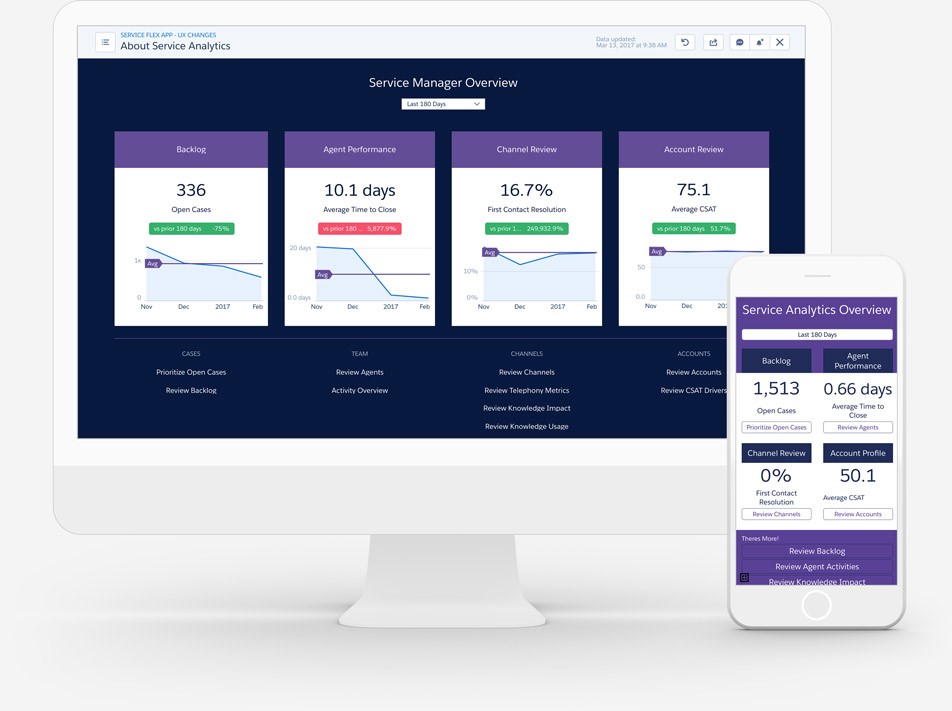 SERVICE FLEX APP - UX CHANGES
About Service Analytics
Data updated:
Mar 13, 2017 at 9:38 AM
Service Manager Overview
Last 180 Days
Backlog
336
Open Cases
vs prior 180 days -75%
1k
Avg
0
Nov Dec 2017 Feb
Agent Performance
10.1 days
Average Time to Close
vs prior 180 ... 5,877.9%
20 days
Avg
0.0 days
Nov Dec 2017 Feb
Channel Review
16.7%
First Contact Resolution
vs prior 1... 249,932.9%
Avg
10%
0%
Nov Dec 2017 Feb
Account Review
75.1
Average CSAT
vs prior 180 days 51.7%
Avg
50
0.0
Nov Dec
CASES
Prioritize Open Cases
Review Backlog
TEAM
Review Agents
Activity Overview
CHANNELS
Review Channels
Review Telephony Metrics
Review Knowledge Impact
Review Knowledge Usage
ACCOUNTS
Review Accounts
Review CSAT Drivers
Service Analytics Overview
Last 180 Days
Backlog
1,513
Open Cases
Prioritize Open Cases
Agent
Performance
0.66 days
Average Time to
Close
Review Agents
Channel Review
0%
First Contact
Resolution
Review Channels
Account Profile
50.1
Average CSAT
Review Accounts
Theres More!
Review Backlog
Review Agent Activities
Review Knowledge Impact